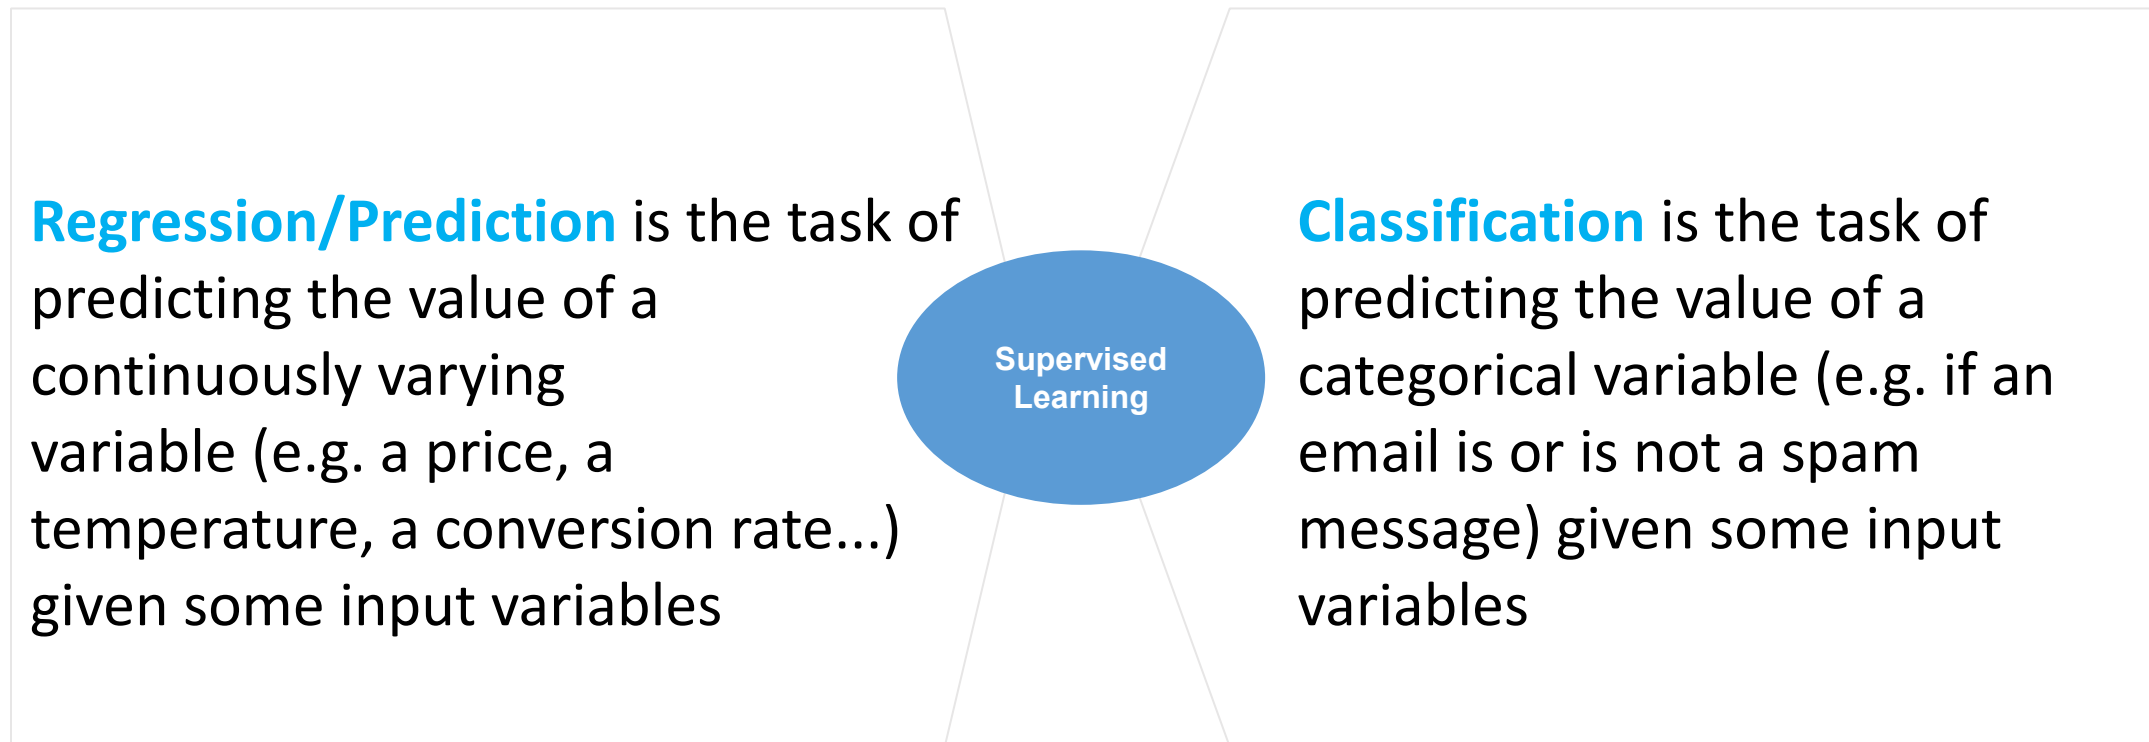 Regression/Prediction is the task of
predicting the value of a
continuously varying
variable (e.g. a price, a
temperature, a conversion rate...)
given some input variables
Supervised
Learning
Classification is the task of
predicting the value of a
categorical variable (e.g. if an
email is or is not a spam
message) given some input
variables